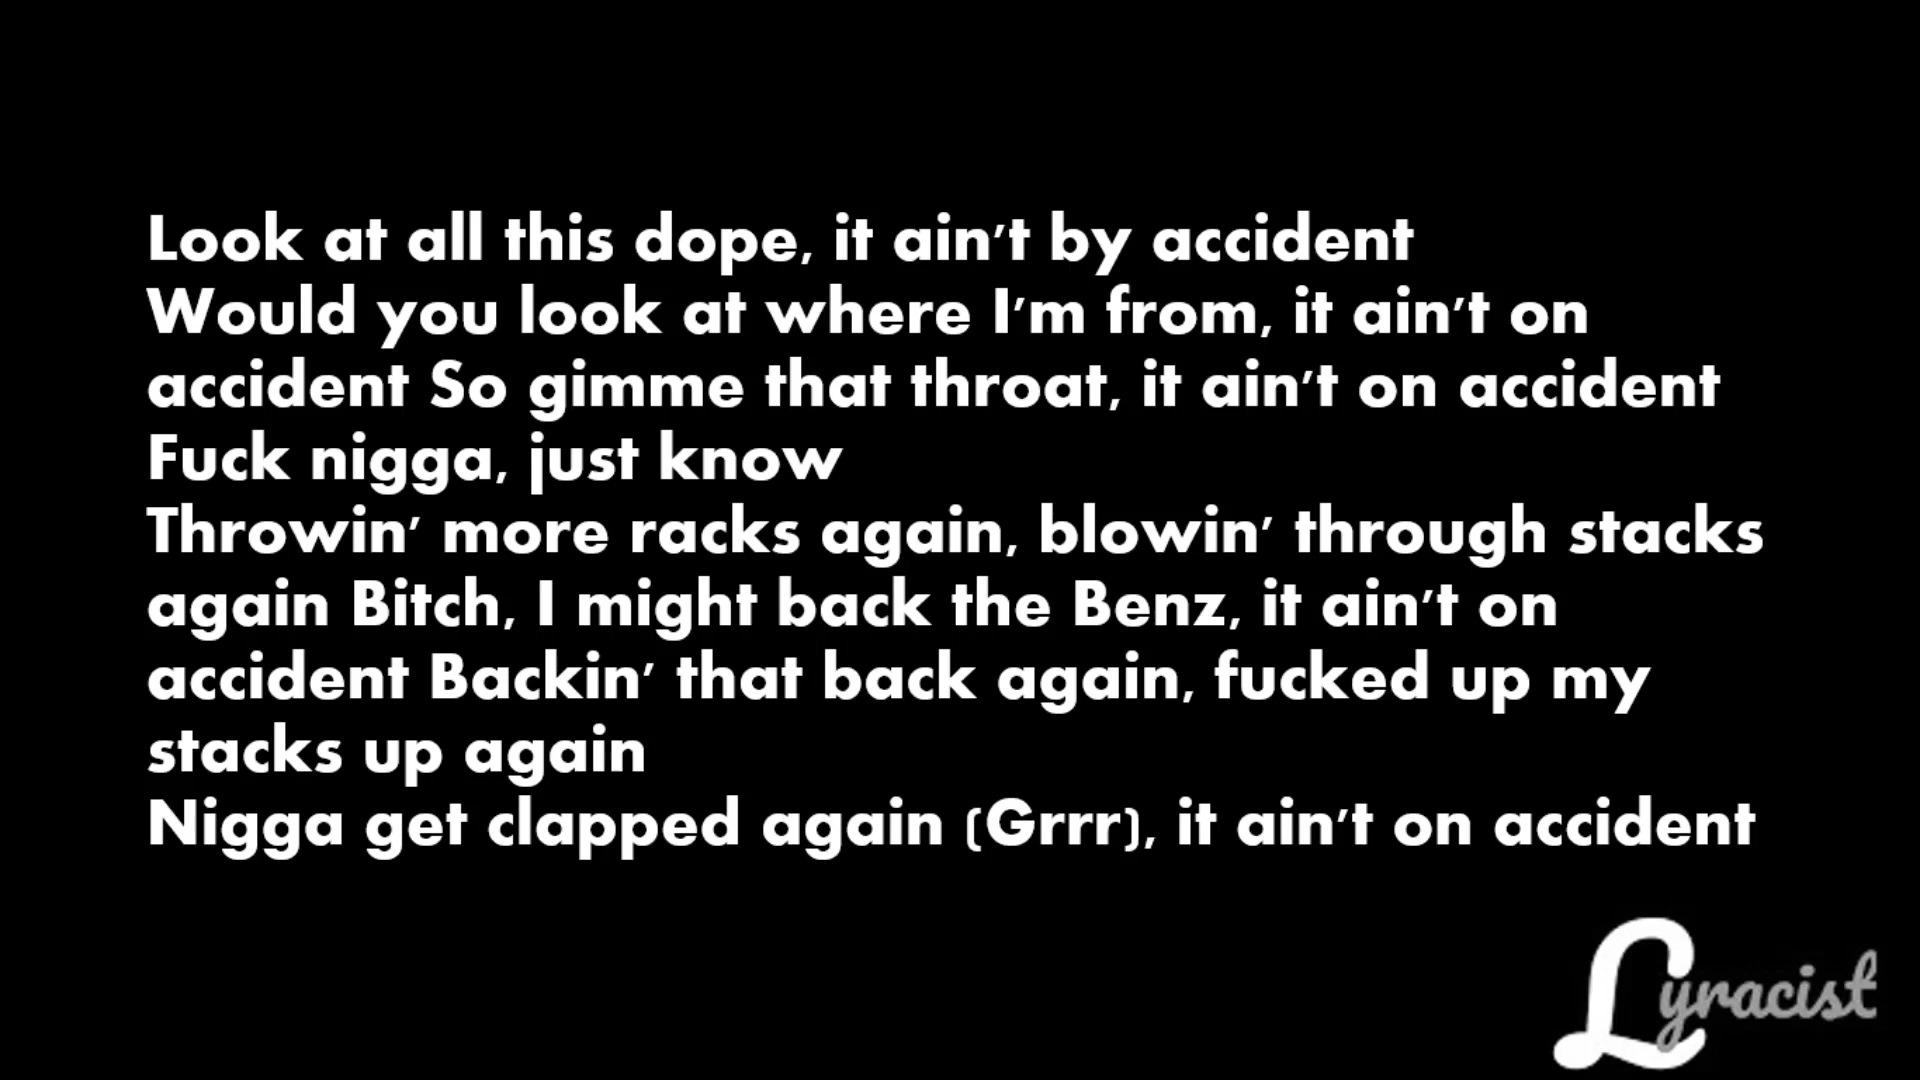 Look at all this dope, it ain't by accident
Would you look at where I'm from, it ain't on
accident So gimme that throat, it ain't on accident
Fuck nigga, just know
Throwin' more racks again, blowin' through stacks
again Bitch, I might back the Benz, it ain't on
accident Backin' that back again, fucked up my
stacks up again
Nigga get clapped again (Grrr), it ain't on accident
Lyracist